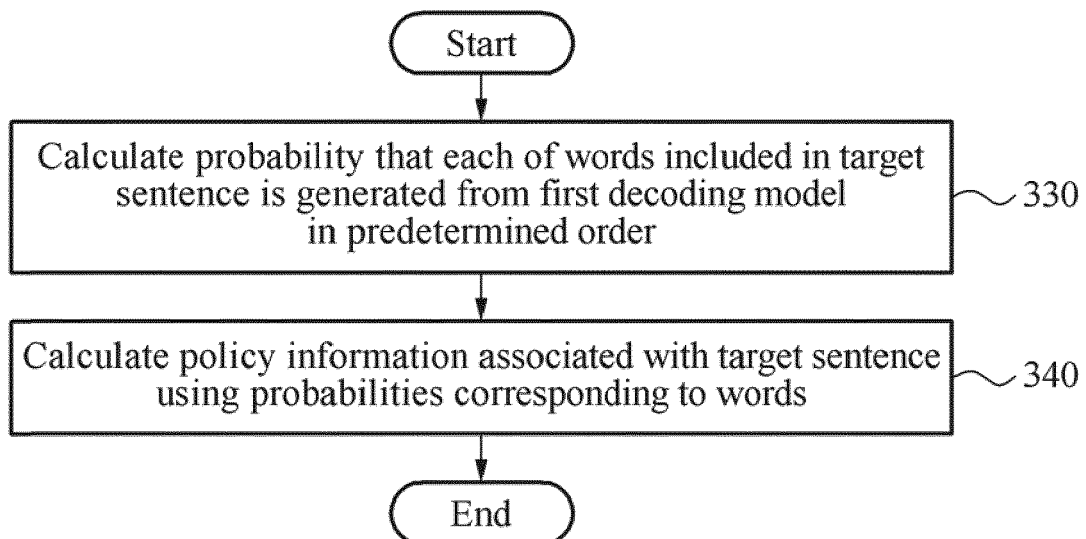 Start
Calculate probability that each of words included in target
sentence is generated from first decoding model
in predetermined order
330
Calculate policy information associated with target sentence
using probabilities corresponding to words
340
End